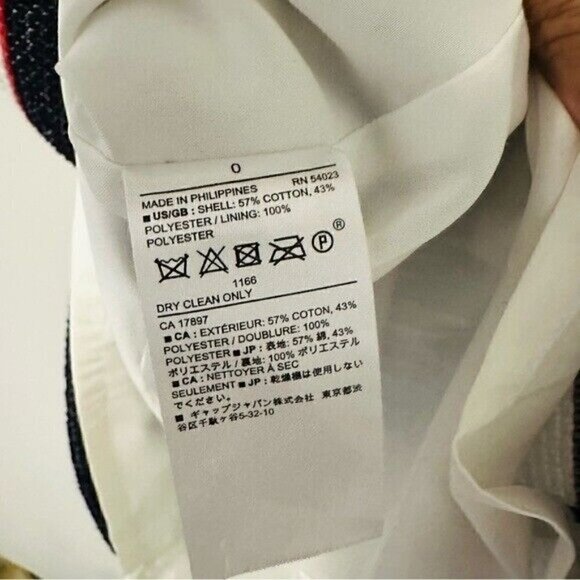 0
MADE IN PHILIPPINES RN 54023
■ US/GB : SHELL: 57% COTTON, 43%
POLYESTER / LINING: 100%
POLYESTER
P ®
1166
DRY CLEAN ONLY
CA 17897
■ CA : EXTÉRIEUR: 57% COTON, 43%
POLYESTER / DOUBLURE: 100%
POLYESTER ■ JP : 表地: 57% 綿, 43%
ポリエステル / 裏地: 100% ポリエステル
■ CA : NETTOYER À SEC
SEULEMENT ■ JP : 乾燥機は使用しない
でください。
■ ギャップジャパン株式会社 東京都渋
谷区千駄ヶ谷5-32-10